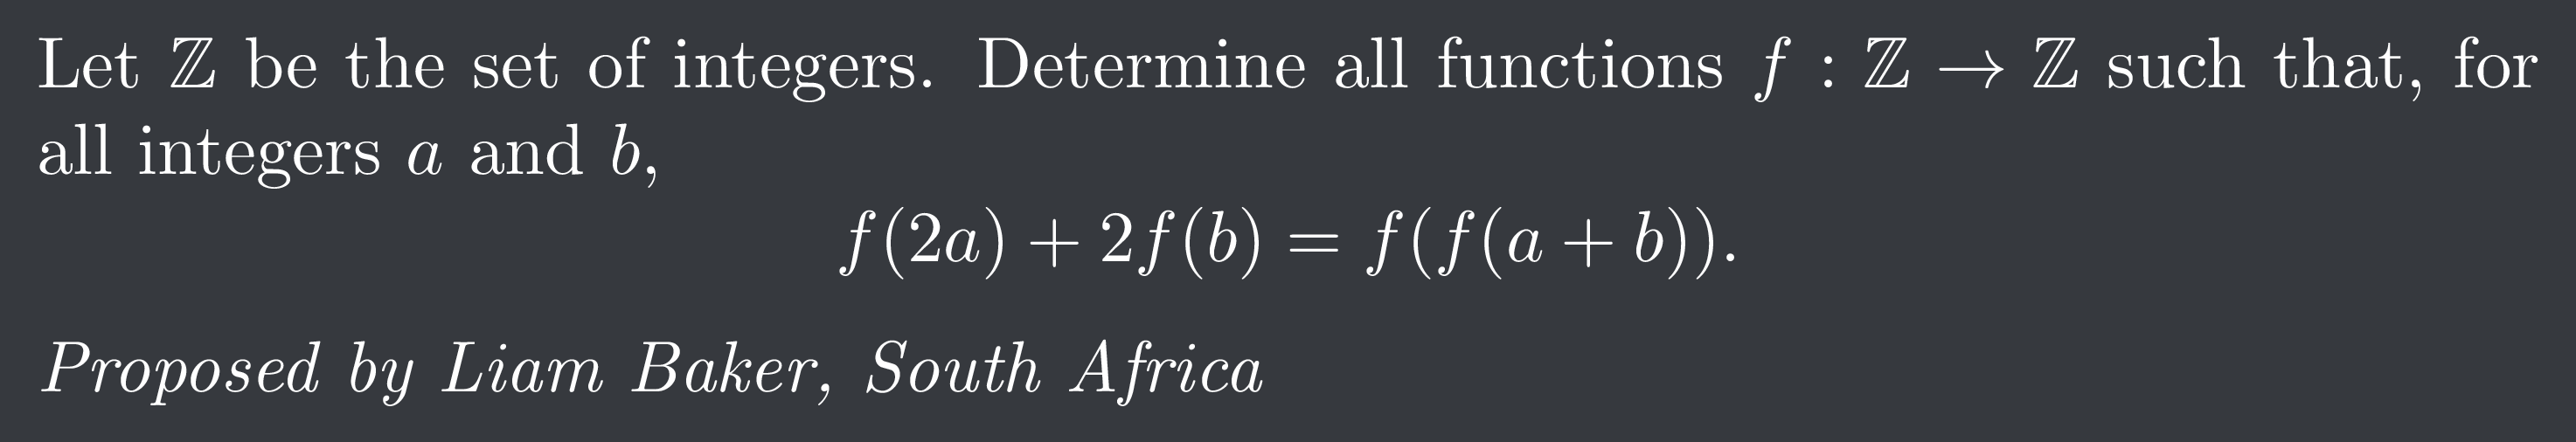 Let ℤ be the set of integers. Determine all functions f : ℤ → ℤ such that, for
all integers a and b,
f(2a) + 2f(b) = f(f(a + b)).
Proposed by Liam Baker, South Africa